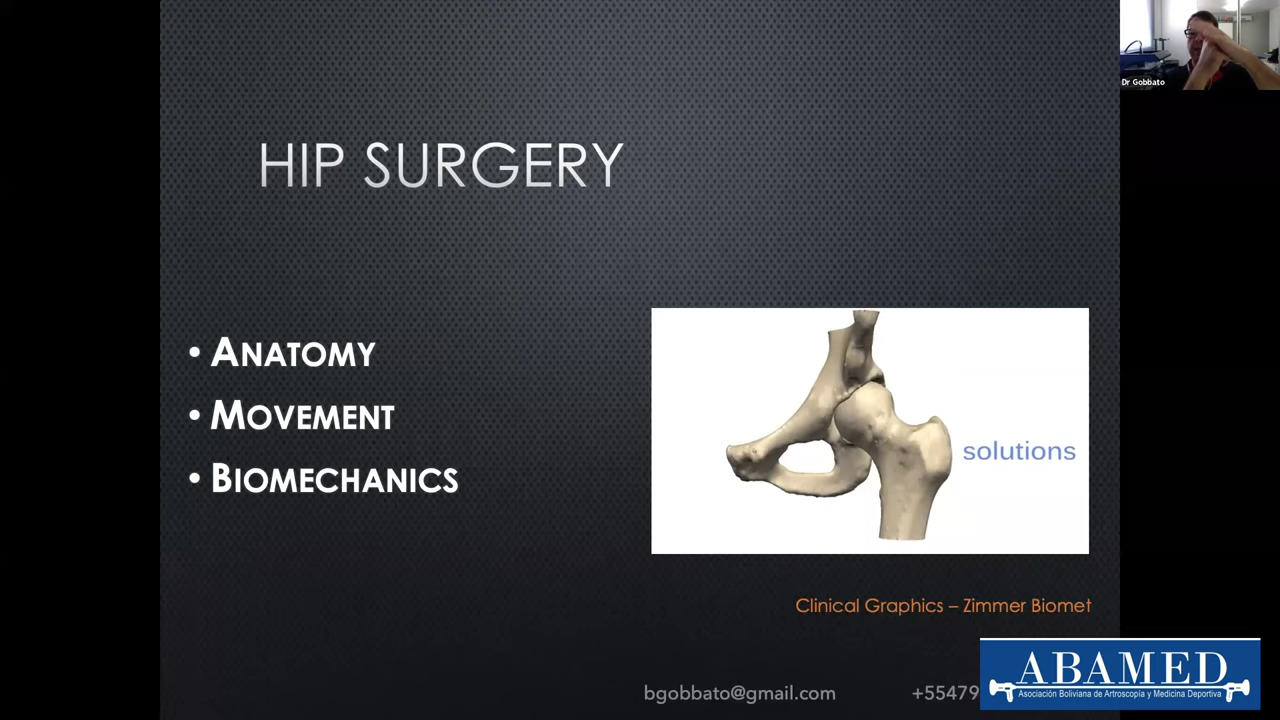 Dr Gobbato
HIP SURGERY
• ANATOMY
• MOVEMENT
• BIOMECHANICS
solutions
Clinical Graphics – Zimmer Biomet
bgobbato@gmail.com
+55479
ABAMED
Asociación Boliviana de Artroscopía y Medicina Deportiva